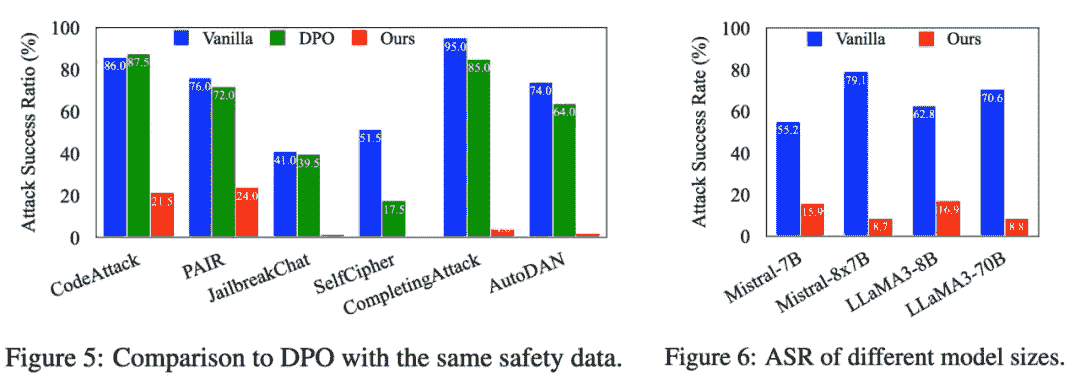 Attack Success Ratio (%)
100
80
60
40
20
0
Vanilla
DPO
Ours
86.0
87.5
21.5
76.0
72.0
24.0
41.0
39.5
51.5
17.5
95.0
85.0
74.0
64.0
CodeAttack
PAIR
JailbreakChat
SelfCipher
CompletingAttack
AutoDAN
Figure 5: Comparison to DPO with the same safety data.
Attack Success Rate (%)
100
80
60
40
20
0
Vanilla
Ours
55.2
15.9
79.1
8.7
62.8
16.9
70.6
8.8
Mistral-7B
Mistral-8x7B
LLaMA3-8B
LLaMA3-70B
Figure 6: ASR of different model sizes.